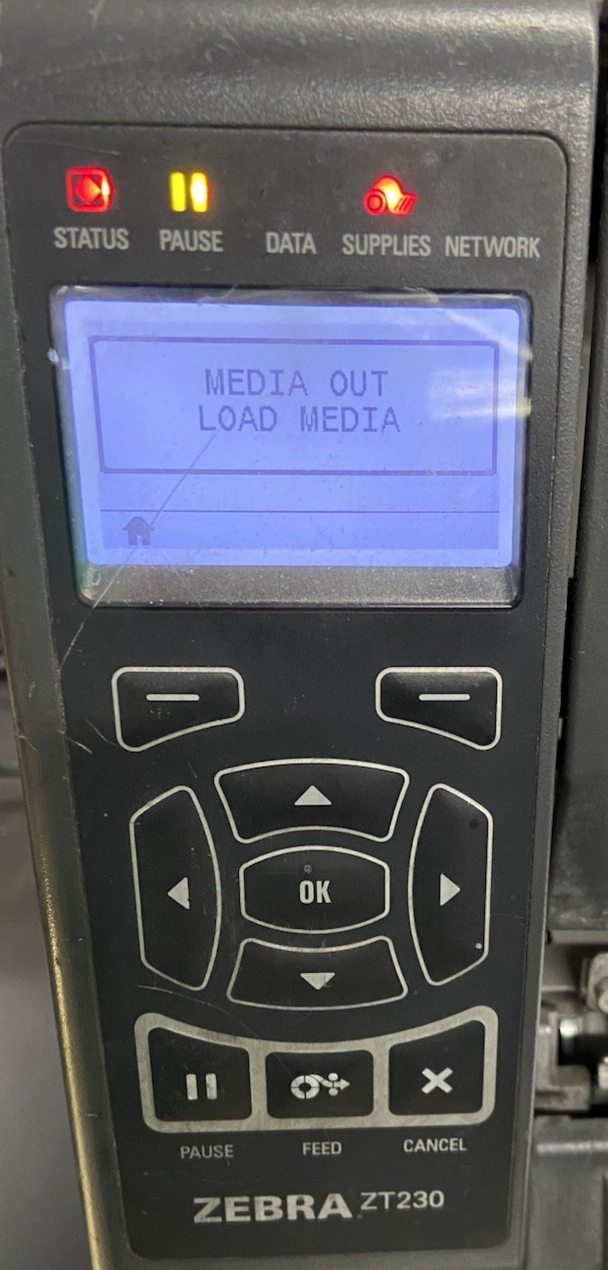 STATUS PAUSE DATA SUPPLIES NETWORK
MEDIA OUT
LOAD MEDIA
OK
PAUSE FEED CANCEL
ZEBRA ZT230